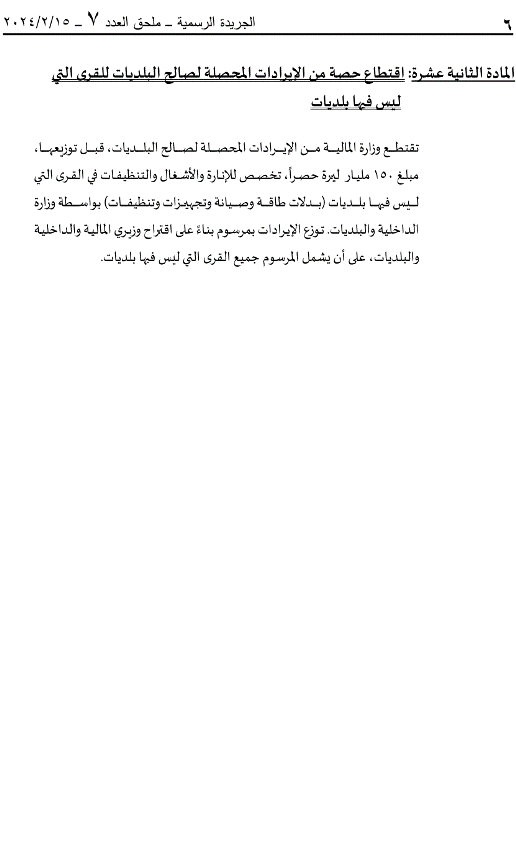 ٦ الجريدة الرسمية – ملحق العدد ٧ – ٢٠٢٤/٢/١٥
المادة الثانية عشرة: اقتطاع حصة من الإيرادات المحصلة لصالح البلديات للقرى التي
ليس فيها بلديات
تقتطع وزارة المالية من الإيرادات المحصلة لصالح البلديات، قبل توزيعها،
مبلغ ١٥٠ مليار ليرة حصراً، تخصص للإنارة والأشغال والتنظيفات في القرى التي
ليس فيها بلديات (بدلات طاقة وصيانة وتجهيزات وتنظيفات) بواسطة وزارة
الداخلية والبلديات. توزع الإيرادات بمرسوم بناءً على اقتراح وزيري المالية والداخلية
والبلديات، على أن يشمل المرسوم جميع القرى التي ليس فيها بلديات.